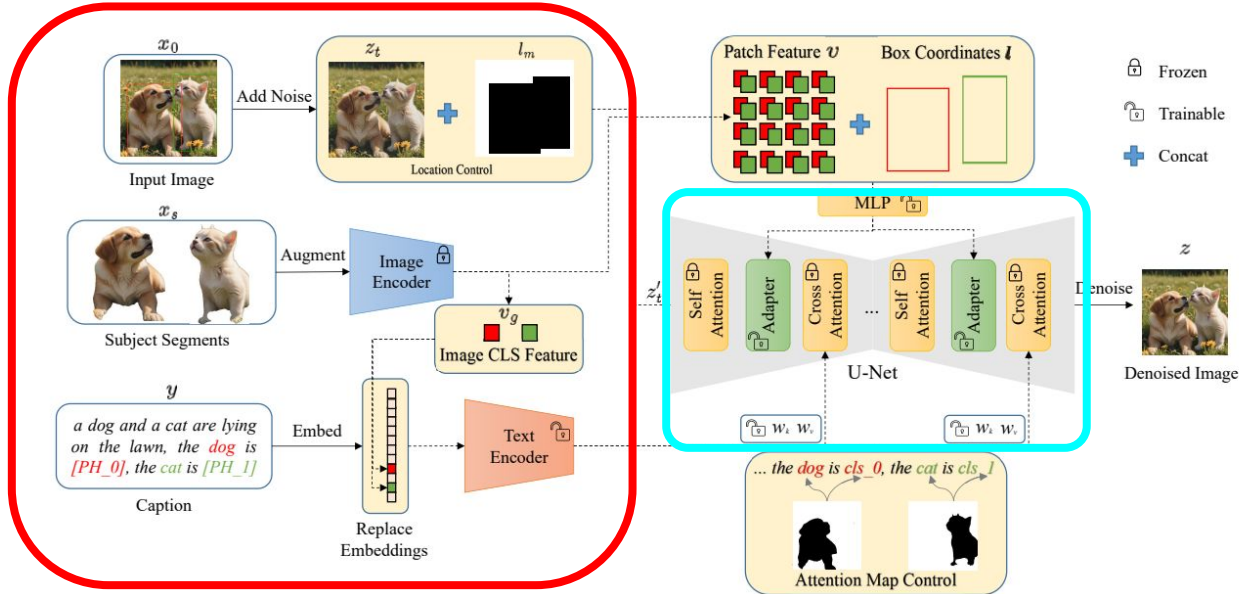 x₀
Input Image
Add Noise
zₜ
lₘ
Location Control
xₛ
Subject Segments
Augment
Image
Encoder
v_g
Image CLS Feature
y
a dog and a cat are lying
on the lawn, the dog is
[PH_0], the cat is [PH_1]
Caption
Embed
Replace
Embeddings
Text
Encoder
Patch Feature v
Box Coordinates l
MLP
z't
Self
Attention
Adapter
Cross
Attention
...
Self
Attention
Adapter
Cross
Attention
U-Net
wₖ wᵥ
wₖ wᵥ
... the dog is cls_0, the cat is cls_1
Attention Map Control
Denoise
z
Denoised Image
Frozen
Trainable
Concat